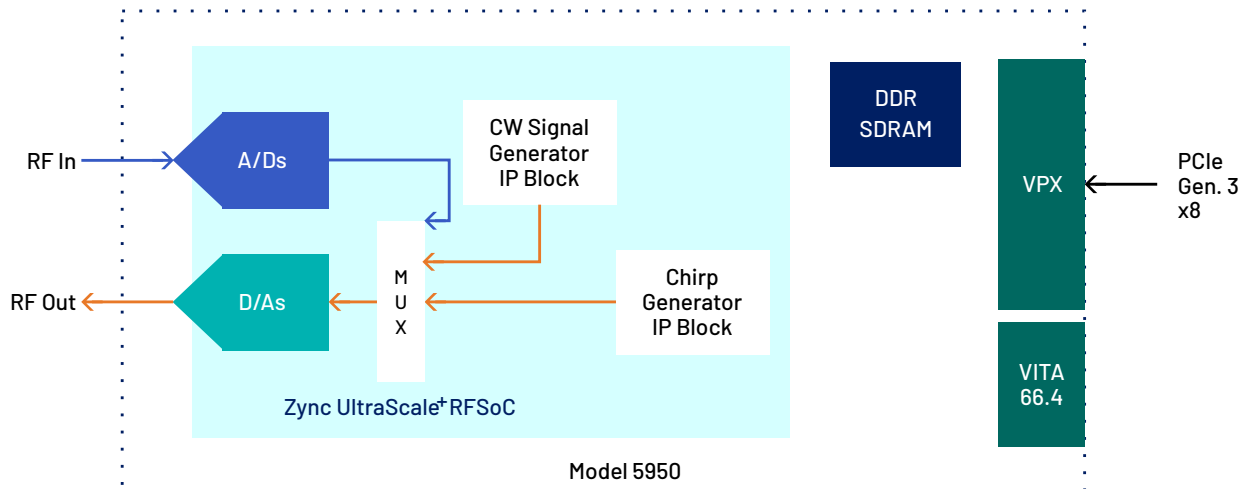 DDR
SDRAM
CW Signal
Generator
IP Block
RF In
A/Ds
VPX
PCIe
Gen. 3
x8
M
U
X
Chirp
Generator
IP Block
RF Out
D/As
VITA
66.4
Zync UltraScale+ RFSoC
Model 5950